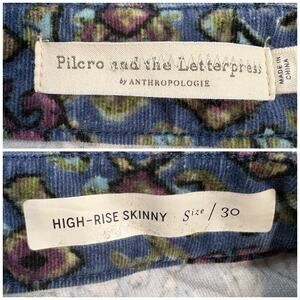 Pilcro and the Letterpress
by ANTHROPOLOGIE
MADE IN
CHINA
HIGH-RISE SKINNY Size / 30